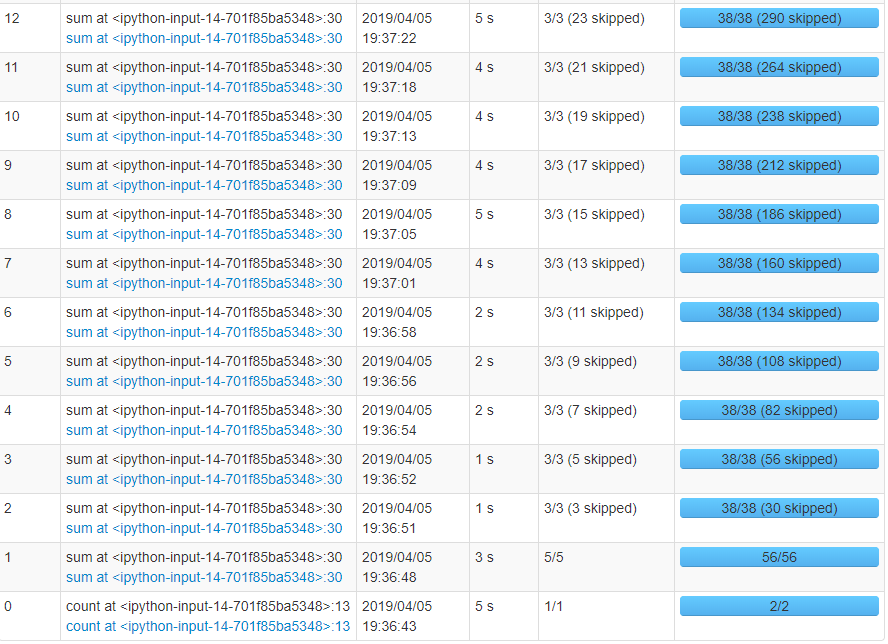 12 sum at <ipython-input-14-701f85ba5348>:30 2019/04/05 5 s 3/3 (23 skipped) 38/38 (290 skipped)
sum at <ipython-input-14-701f85ba5348>:30 19:37:22
11 sum at <ipython-input-14-701f85ba5348>:30 2019/04/05 4 s 3/3 (21 skipped) 38/38 (264 skipped)
sum at <ipython-input-14-701f85ba5348>:30 19:37:18
10 sum at <ipython-input-14-701f85ba5348>:30 2019/04/05 4 s 3/3 (19 skipped) 38/38 (238 skipped)
sum at <ipython-input-14-701f85ba5348>:30 19:37:13
9 sum at <ipython-input-14-701f85ba5348>:30 2019/04/05 4 s 3/3 (17 skipped) 38/38 (212 skipped)
sum at <ipython-input-14-701f85ba5348>:30 19:37:09
8 sum at <ipython-input-14-701f85ba5348>:30 2019/04/05 5 s 3/3 (15 skipped) 38/38 (186 skipped)
sum at <ipython-input-14-701f85ba5348>:30 19:37:05
7 sum at <ipython-input-14-701f85ba5348>:30 2019/04/05 4 s 3/3 (13 skipped) 38/38 (160 skipped)
sum at <ipython-input-14-701f85ba5348>:30 19:37:01
6 sum at <ipython-input-14-701f85ba5348>:30 2019/04/05 2 s 3/3 (11 skipped) 38/38 (134 skipped)
sum at <ipython-input-14-701f85ba5348>:30 19:36:58
5 sum at <ipython-input-14-701f85ba5348>:30 2019/04/05 2 s 3/3 (9 skipped) 38/38 (108 skipped)
sum at <ipython-input-14-701f85ba5348>:30 19:36:56
4 sum at <ipython-input-14-701f85ba5348>:30 2019/04/05 2 s 3/3 (7 skipped) 38/38 (82 skipped)
sum at <ipython-input-14-701f85ba5348>:30 19:36:54
3 sum at <ipython-input-14-701f85ba5348>:30 2019/04/05 1 s 3/3 (5 skipped) 38/38 (56 skipped)
sum at <ipython-input-14-701f85ba5348>:30 19:36:52
2 sum at <ipython-input-14-701f85ba5348>:30 2019/04/05 1 s 3/3 (3 skipped) 38/38 (30 skipped)
sum at <ipython-input-14-701f85ba5348>:30 19:36:51
1 sum at <ipython-input-14-701f85ba5348>:30 2019/04/05 3 s 5/5 56/56
sum at <ipython-input-14-701f85ba5348>:30 19:36:48
0 count at <ipython-input-14-701f85ba5348>:13 2019/04/05 5 s 1/1 2/2
count at <ipython-input-14-701f85ba5348>:13 19:36:43